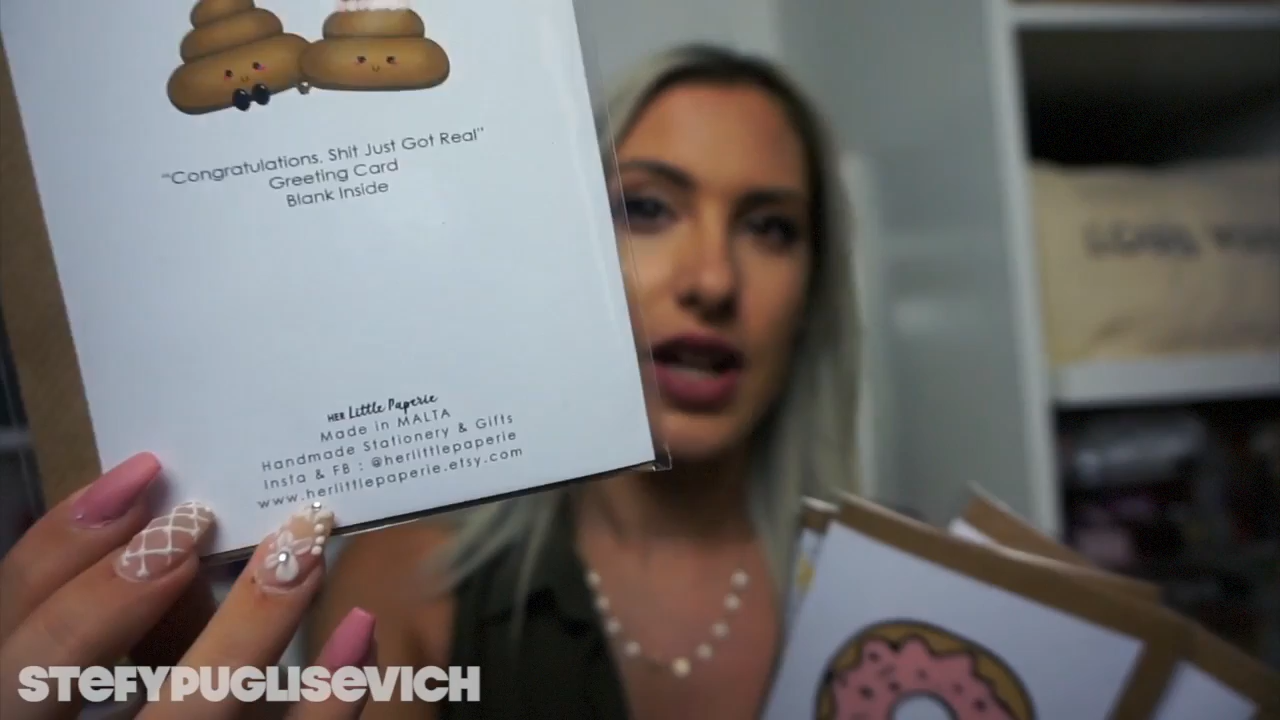 "Congratulations. Shit Just Got Real"
Greeting Card
Blank Inside
HER Little Paperie
Made in MALTA
Handmade Stationery & Gifts
Insta & FB : @herlittlepaperie
www.herlittlepaperie.etsy.com
STEFYPUGLISEVICH